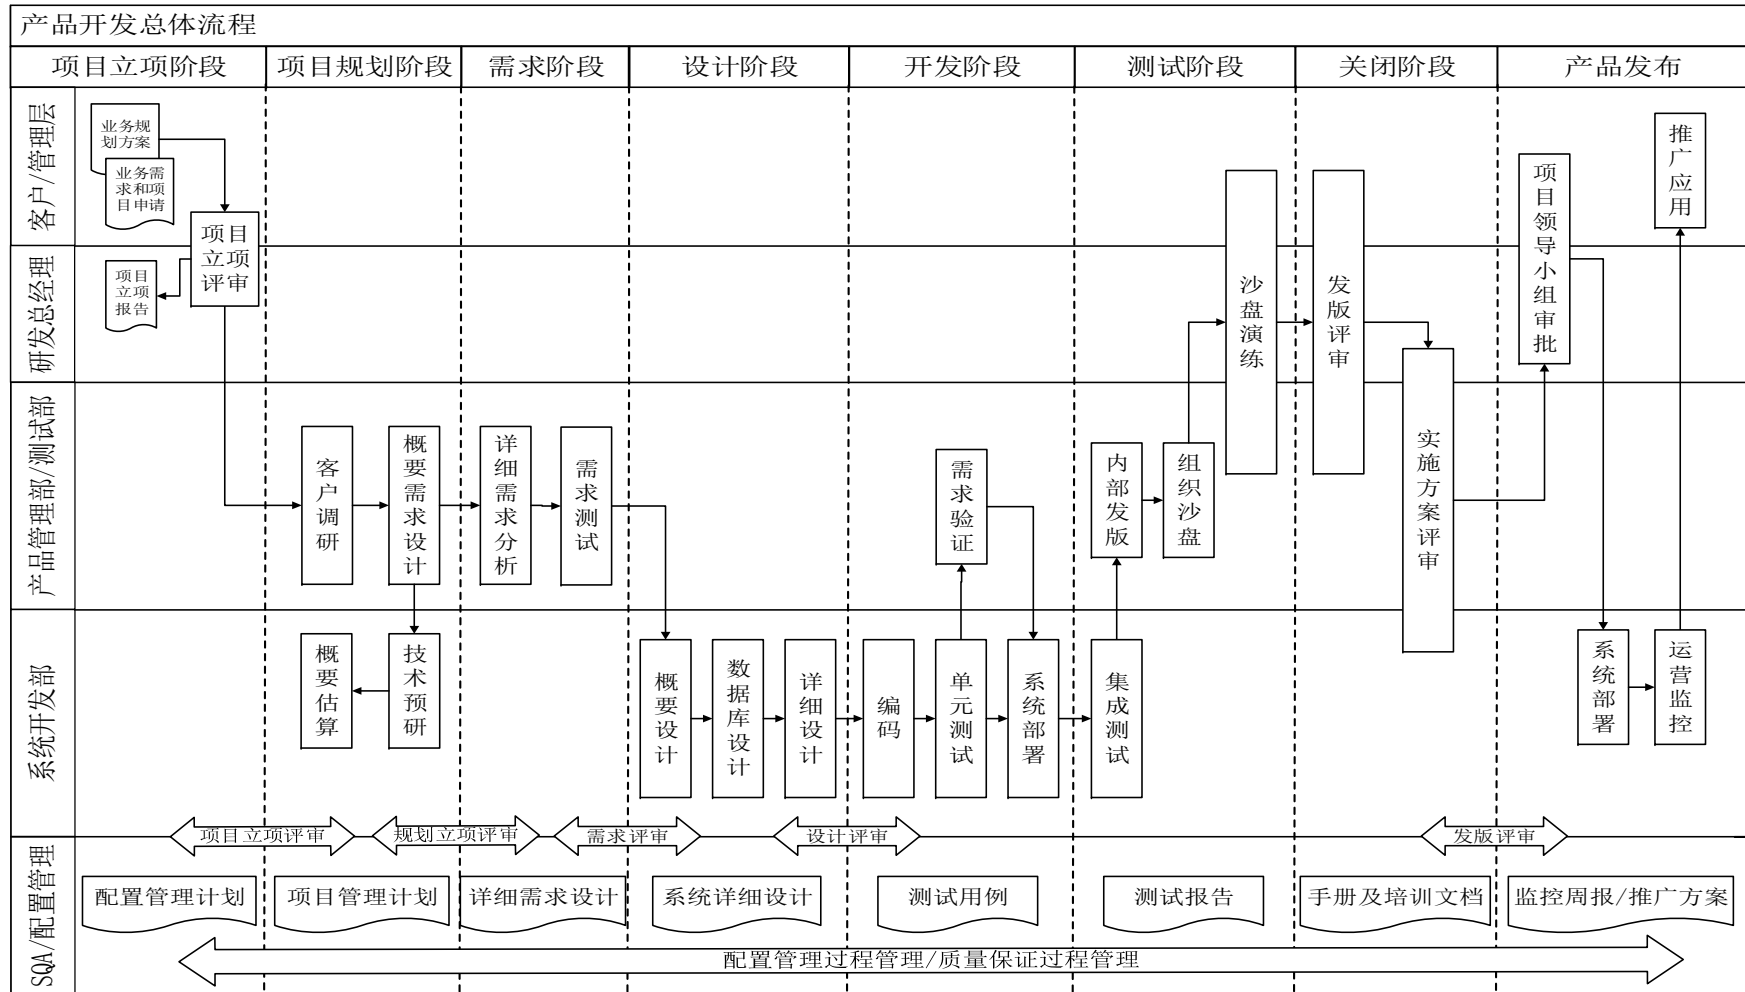 产品开发总体流程
项目立项阶段
项目规划阶段
需求阶段
设计阶段
开发阶段
测试阶段
关闭阶段
产品发布
客户/管理层
业务规
划方案
业务需
求和项
目申请
项目
立项
评审
推广应用
项目领导小组审批
研发总经理
项目
立项
报告
沙盘演练
发版评审
产品管理部/测试部
客户调研
概要需求设计
详细需求分析
需求测试
需求验证
内部发版
组织沙盘
实施方案评审
系统开发部
概要估算
技术预研
概要设计
数据库设计
详细设计
编码
单元测试
系统部署
集成测试
系统部署
运营监控
项目立项评审
规划立项评审
需求评审
设计评审
发版评审
SQA/配置管理
配置管理计划
项目管理计划
详细需求设计
系统详细设计
测试用例
测试报告
手册及培训文档
监控周报/推广方案
配置管理过程管理/质量保证过程管理